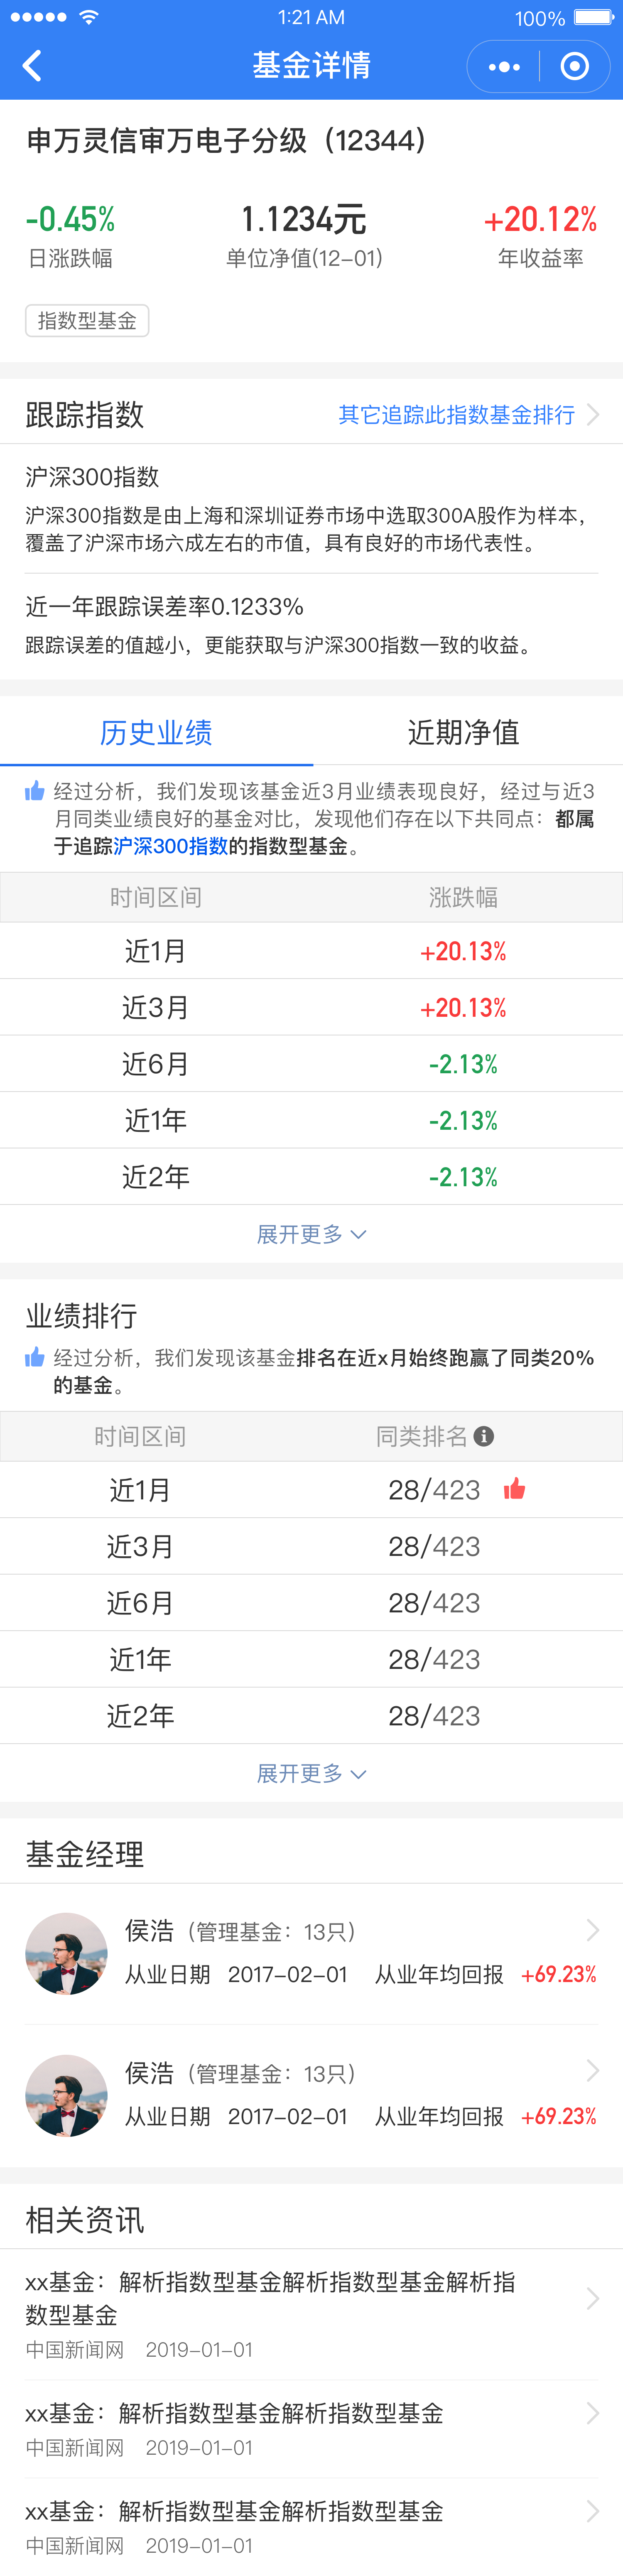 1:21 AM 100%
基金详情
申万灵信审万电子分级（12344）
-0.45% 1.1234元 +20.12%
日涨跌幅 单位净值(12-01) 年收益率
指数型基金
跟踪指数 其它追踪此指数基金排行
沪深300指数
沪深300指数是由上海和深圳证券市场中选取300A股作为样本，
覆盖了沪深市场六成左右的市值，具有良好的市场代表性。
近一年跟踪误差率0.1233%
跟踪误差的值越小，更能获取与沪深300指数一致的收益。
历史业绩 近期净值
经过分析，我们发现该基金近3月业绩表现良好，经过与近3
月同类业绩良好的基金对比，发现他们存在以下共同点：都属
于追踪沪深300指数的指数型基金。
时间区间 涨跌幅
近1月 +20.13%
近3月 +20.13%
近6月 -2.13%
近1年 -2.13%
近2年 -2.13%
展开更多
业绩排行
经过分析，我们发现该基金排名在近x月始终跑赢了同类20%
的基金。
时间区间 同类排名
近1月 28/423
近3月 28/423
近6月 28/423
近1年 28/423
近2年 28/423
展开更多
基金经理
侯浩（管理基金：13只）
从业日期 2017-02-01 从业年均回报 +69.23%
侯浩（管理基金：13只）
从业日期 2017-02-01 从业年均回报 +69.23%
相关资讯
xx基金：解析指数型基金解析指数型基金解析指
数型基金
中国新闻网 2019-01-01
xx基金：解析指数型基金解析指数型基金
中国新闻网 2019-01-01
xx基金：解析指数型基金解析指数型基金
中国新闻网 2019-01-01